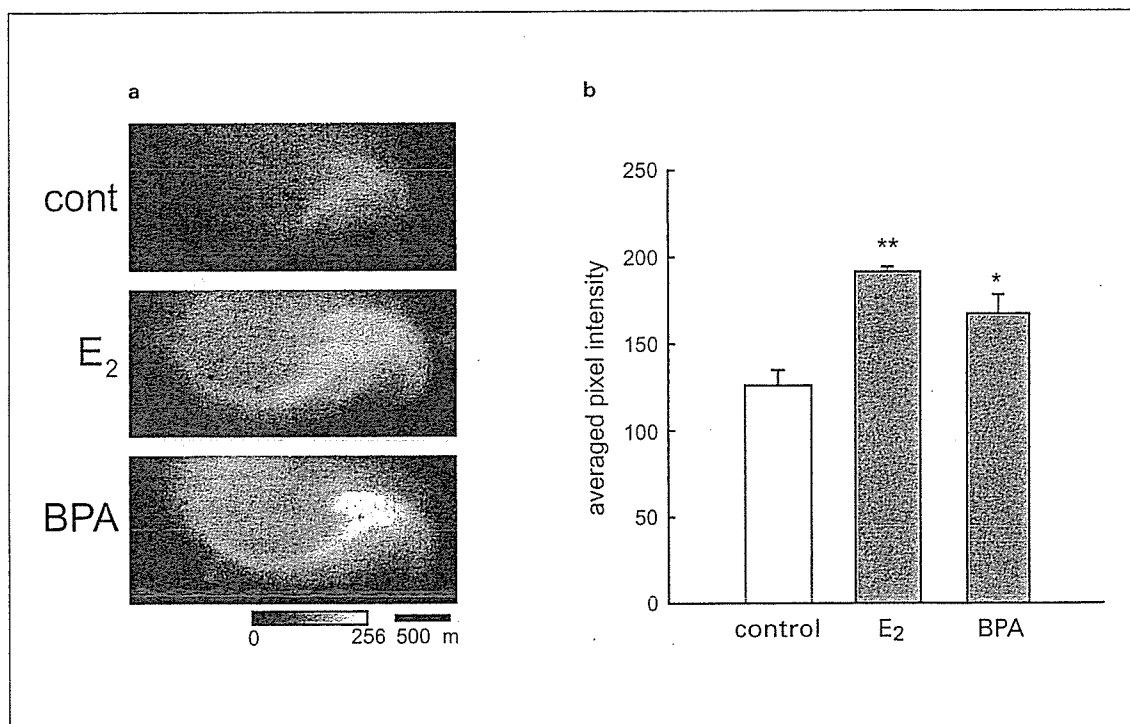 a
cont
E₂
BPA
0 256 500 m
b
averaged pixel intensity
250
200
150
100
50
0
**
*
control E₂ BPA